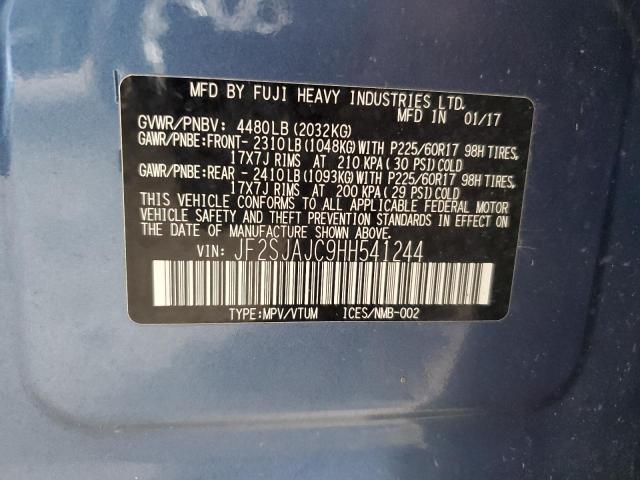 MFD BY FUJI HEAVY INDUSTRIES LTD.
MFD IN 01/17
GVWR/PNBV: 4480LB(2032KG)
GAWR/PNBE:FRONT- 2310LB(1048KG)WITH P225/60R17 98H TIRES,
17X7J RIMS AT 210 KPA(30 PSI)COLD
GAWR/PNBE:REAR - 2410LB(1093KG)WITH P225/60R17 98H TIRES,
17X7J RIMS AT 200 KPA(29 PSI)COLD
THIS VEHICLE CONFORMS TO ALL APPLICABLE FEDERAL MOTOR
VEHICLE SAFETY AND THEFT PREVENTION STANDARDS IN EFFECT ON
THE DATE OF MANUFACTURE SHOWN ABOVE.
VIN: JF2SJAJC9HH541244
TYPE:MPV/VTUM ICES/NMB-002